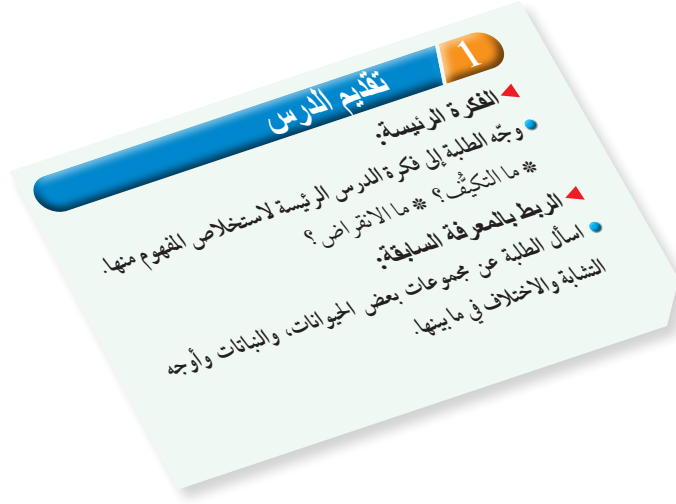 1 تقديم الدرس
الفكرة الرئيسة:
وجّه الطلبة إلى فكرة الدرس الرئيسة لاستخلاص المفهوم منها.
* ما التكيُّف؟ * ما الانقراض؟
الربط بالمعرفة السابقة:
اسأل الطلبة عن مجموعات بعض الحيوانات، والنباتات وأوجه
التشابة والاختلاف في ما بينها.